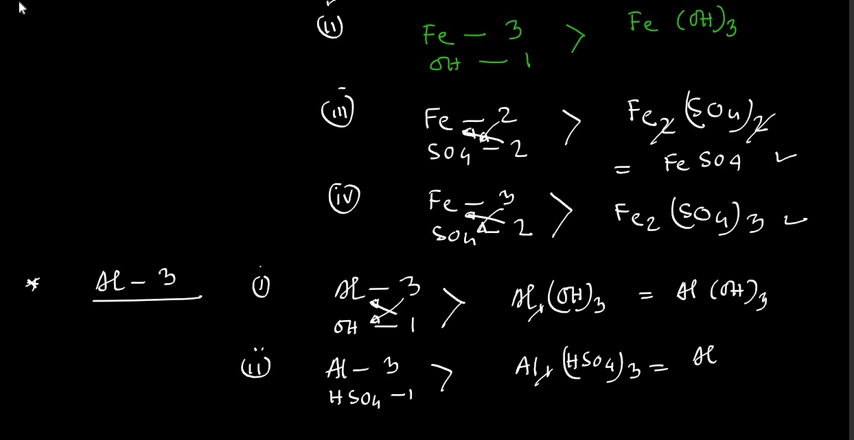 (ii) Fe — 3 > Fe (OH)3
OH — 1
(iii) Fe — 2 > Fe2 (SO4)2
SO4 — 2 = Fe SO4 ✓
(iv) Fe — 3 > Fe2 (SO4)3 ✓
SO4 — 2
* Al — 3 (i) Al — 3 > Al1 (OH)3 = Al (OH)3
OH — 1
(ii) Al — 3 > Al1 (HSO4)3 = Al
HSO4 — 1